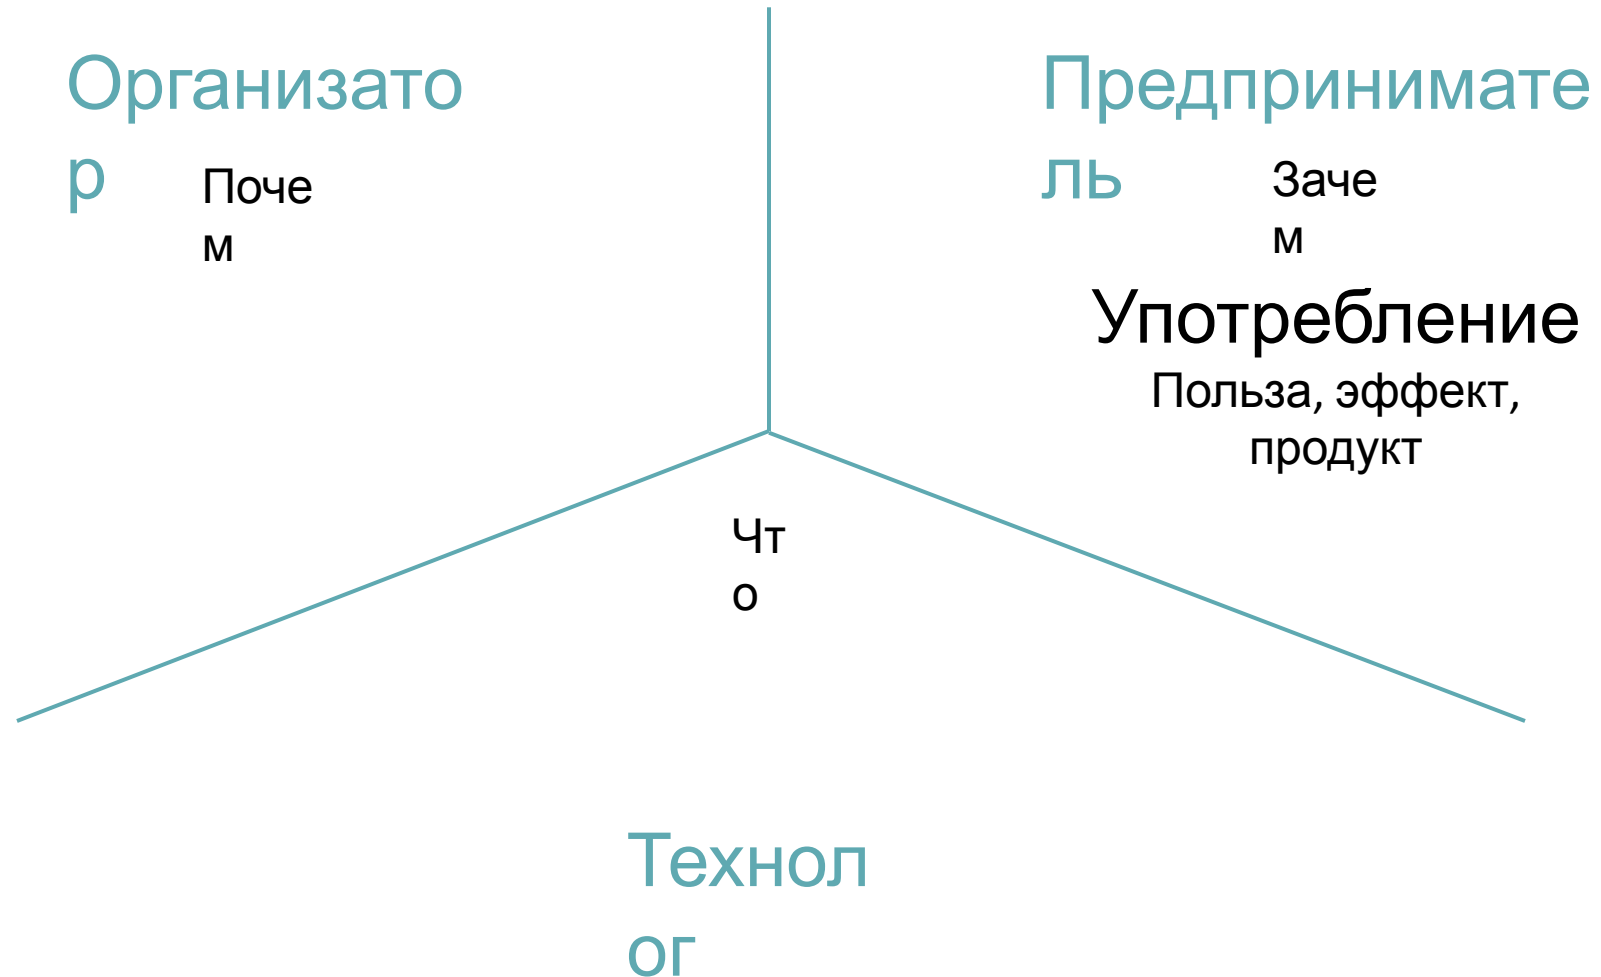 Организато
р
Поче
м
Предпринимате
ль
Заче
м
Употребление
Польза, эффект,
продукт
Чт
о
Технол
ог